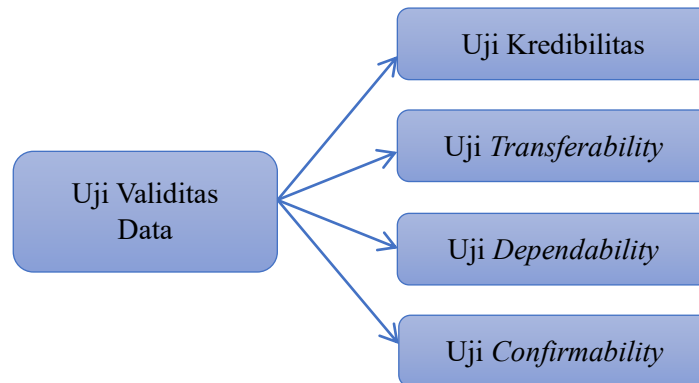 Uji Validitas
Data
Uji Kredibilitas
Uji Transferability
Uji Dependability
Uji Confirmability